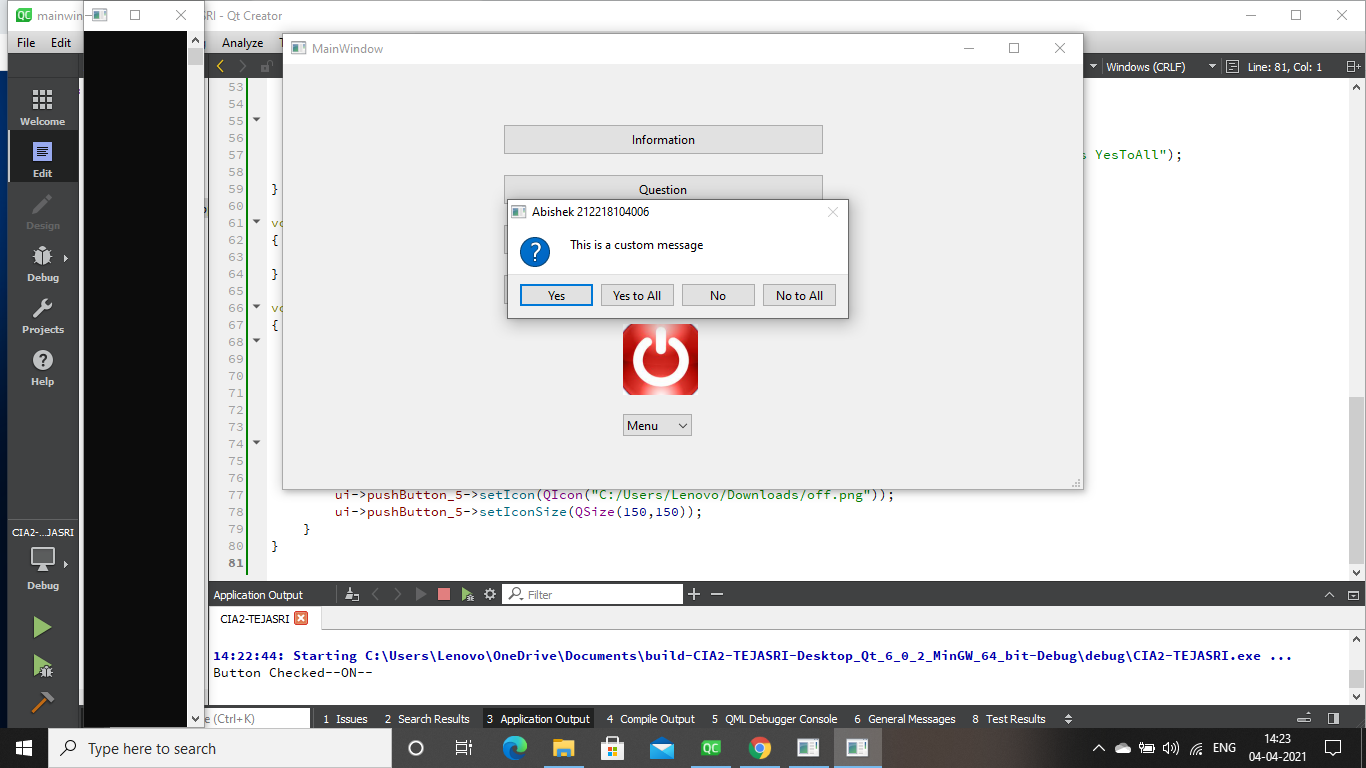 mainwin
SRI - Qt Creator
File Edit
Analyze
MainWindow
Windows (CRLF)
Line: 81, Col: 1
Welcome
Edit
Design
Debug
Projects
Help
CIA2-...JASRI
Debug
53
54
55
56
57
YesToAll");
58
59 }
60
61
62 {
63
64 }
65
66
67 {
68
69
70
71
72
73
74
75
76
77 ui->pushButton_5->setIcon(QIcon("C:/Users/Lenovo/Downloads/off.png"));
78 ui->pushButton_5->setIconSize(QSize(150,150));
79 }
80 }
81
Information
Question
Abishek 212218104006
?
This is a custom message
Yes
Yes to All
No
No to All
Menu
Application Output
Filter
CIA2-TEJASRI
14:22:44: Starting C:\Users\Lenovo\OneDrive\Documents\build-CIA2-TEJASRI-Desktop_Qt_6_0_2_MinGW_64_bit-Debug\debug\CIA2-TEJASRI.exe ...
Button Checked--ON--
(Ctrl+K)
1 Issues
2 Search Results
3 Application Output
4 Compile Output
5 QML Debugger Console
6 General Messages
8 Test Results
Type here to search
ENG
14:23
04-04-2021